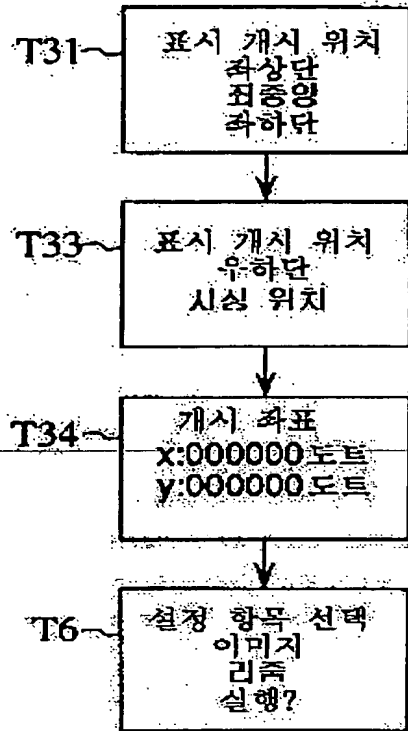 T31
표시 개시 위치
좌상단
좌중앙
좌하단
T33
표시 개시 위치
우하단
위치
T34
개시 좌표
x:000000 도트
y:000000 도트
T6
설정 항목 선택
이미지
리줌
실행?